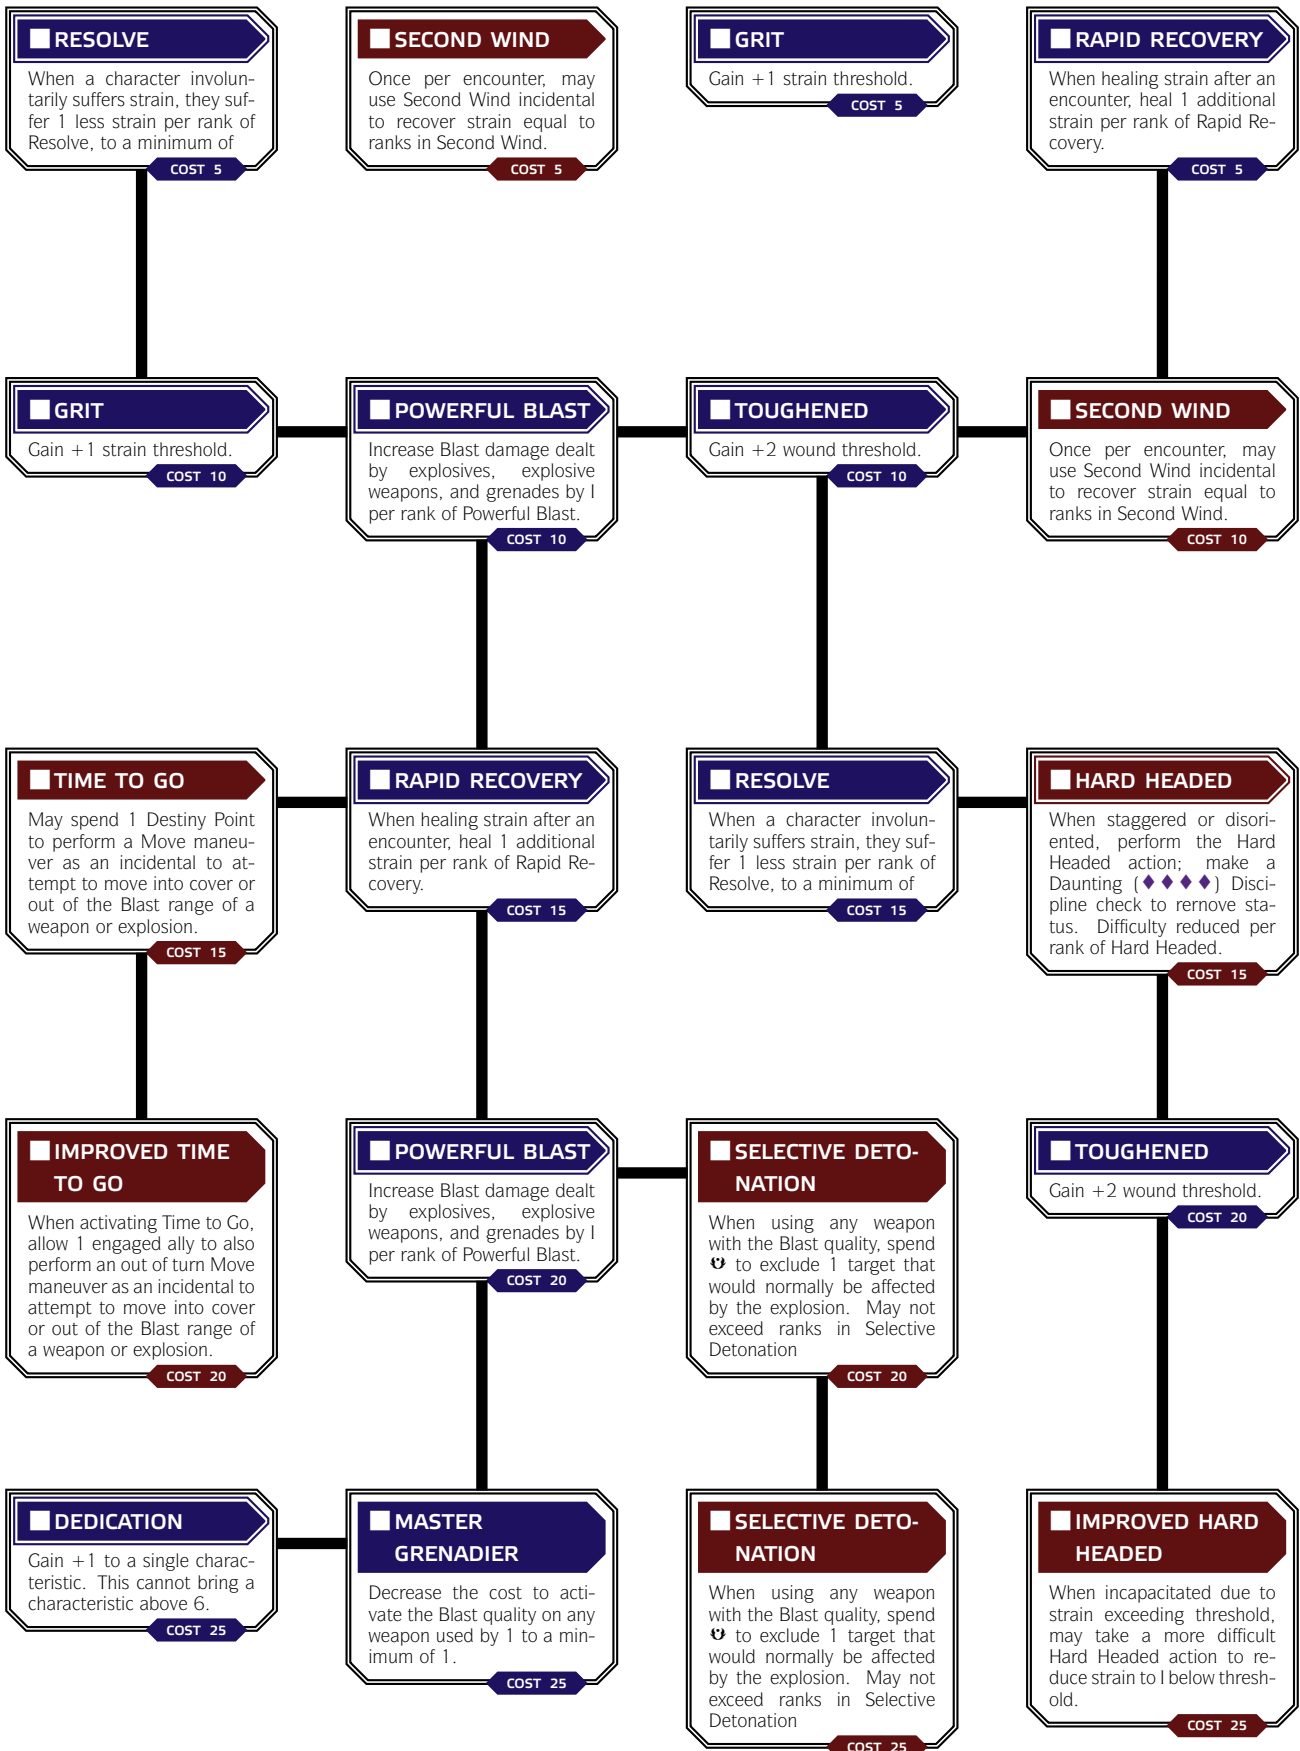 RESOLVE
When a character involun-
tarily suffers strain, they suf-
fer 1 less strain per rank of
Resolve, to a minimum of
COST 5
SECOND WIND
Once per encounter, may
use Second Wind incidental
to recover strain equal to
ranks in Second Wind.
COST 5
GRIT
Gain +1 strain threshold.
COST 5
RAPID RECOVERY
When healing strain after an
encounter, heal 1 additional
strain per rank of Rapid Re-
covery.
COST 5
GRIT
Gain +1 strain threshold.
COST 10
POWERFUL BLAST
Increase Blast damage dealt
by explosives, explosive
weapons, and grenades by I
per rank of Powerful Blast.
COST 10
TOUGHENED
Gain +2 wound threshold.
COST 10
SECOND WIND
Once per encounter, may
use Second Wind incidental
to recover strain equal to
ranks in Second Wind.
COST 10
TIME TO GO
May spend 1 Destiny Point
to perform a Move maneu-
ver as an incidental to at-
tempt to move into cover or
out of the Blast range of a
weapon or explosion.
COST 15
RAPID RECOVERY
When healing strain after an
encounter, heal 1 additional
strain per rank of Rapid Re-
covery.
COST 15
RESOLVE
When a character involun-
tarily suffers strain, they suf-
fer 1 less strain per rank of
Resolve, to a minimum of
COST 15
HARD HEADED
When staggered or disori-
ented, perform the Hard
Headed action; make a
Daunting (♦♦♦♦) Disci-
pline check to rernove sta-
tus. Difficulty reduced per
rank of Hard Headed.
COST 15
IMPROVED TIME
TO GO
When activating Time to Go,
allow 1 engaged ally to also
perform an out of turn Move
maneuver as an incidental to
attempt to move into cover
or out of the Blast range of
a weapon or explosion.
COST 20
POWERFUL BLAST
Increase Blast damage dealt
by explosives, explosive
weapons, and grenades by I
per rank of Powerful Blast.
COST 20
SELECTIVE DETO-
NATION
When using any weapon
with the Blast quality, spend
to exclude 1 target that
would normally be affected
by the explosion. May not
exceed ranks in Selective
Detonation
COST 20
TOUGHENED
Gain +2 wound threshold.
COST 20
DEDICATION
Gain +1 to a single charac-
teristic. This cannot bring a
characteristic above 6.
COST 25
MASTER
GRENADIER
Decrease the cost to acti-
vate the Blast quality on any
weapon used by 1 to a min-
imum of 1.
COST 25
SELECTIVE DETO-
NATION
When using any weapon
with the Blast quality, spend
to exclude 1 target that
would normally be affected
by the explosion. May not
exceed ranks in Selective
Detonation
COST 25
IMPROVED HARD
HEADED
When incapacitated due to
strain exceeding threshold,
may take a more difficult
Hard Headed action to re-
duce strain to I below thresh-
old.
COST 25